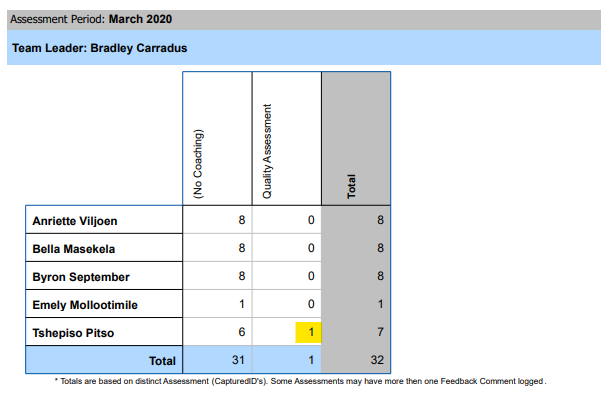 Assessment Period: March 2020
Team Leader: Bradley Carradus
(No Coaching) Quality Assessment Total
Anriette Viljoen 8 0 8
Bella Masekela 8 0 8
Byron September 8 0 8
Emely Mollootimile 1 0 1
Tshepiso Pitso 6 1 7
Total 31 1 32
* Totals are based on distinct Assessment (CapturedID's). Some Assessments may have more then one Feedback Comment logged .